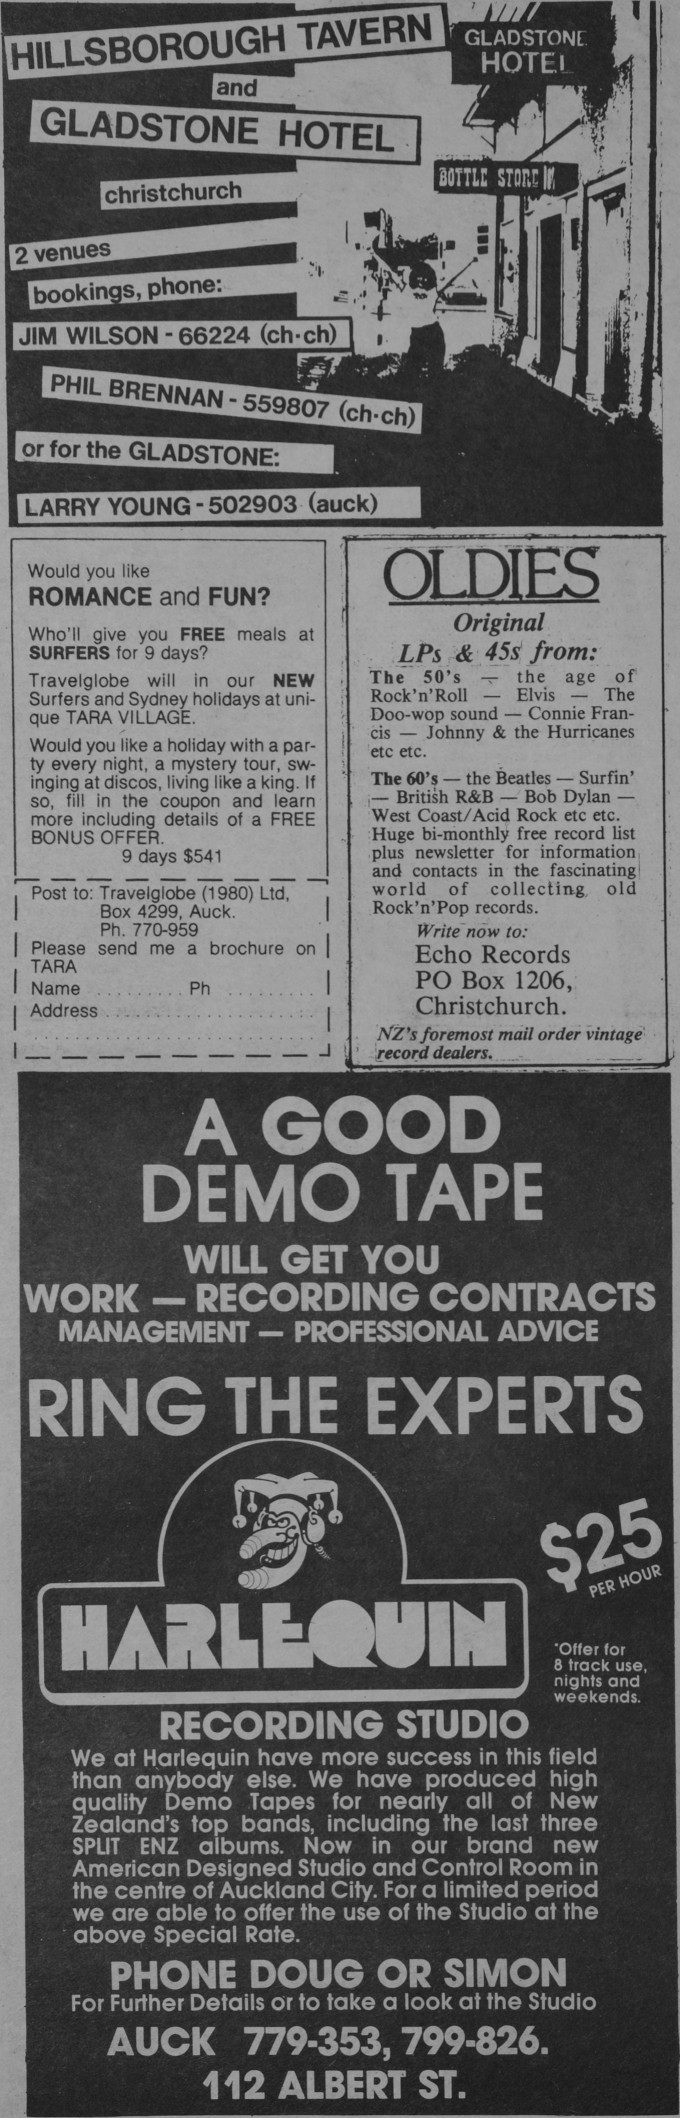 HILLSBOROUGH TAVERN
and
GLADSTONE HOTEL
christchurch
2 venues
bookings, phone:
JIM WILSON - 66224 (ch·ch)
PHIL BRENNAN - 559807 (ch·ch)
or for the GLADSTONE:
LARRY YOUNG - 502903 (auck)
GLADSTONE
HOTEL
BOTTLE STORE
Would you like
ROMANCE and FUN?
Who'll give you FREE meals at
SURFERS for 9 days?
Travelglobe will in our NEW
Surfers and Sydney holidays at uni-
que TARA VILLAGE.
Would you like a holiday with a par-
ty every night, a mystery tour, sw-
inging at discos, living like a king. If
so, fill in the coupon and learn
more including details of a FREE
BONUS OFFER.
9 days $541
Post to: Travelglobe (1980) Ltd,
Box 4299, Auck.
Ph. 770-959
Please send me a brochure on
TARA
Name ......... Ph .........
Address ..........................
..................................
OLDIES
Original
LPs & 45s from:
The 50's — the age of
Rock'n'Roll — Elvis — The
Doo-wop sound — Connie Fran-
cis — Johnny & the Hurricanes
etc etc.
The 60's — the Beatles — Surfin'
— British R&B — Bob Dylan —
West Coast/Acid Rock etc etc.
Huge bi-monthly free record list
plus newsletter for information
and contacts in the fascinating
world of collecting old
Rock'n'Pop records.
Write now to:
Echo Records
PO Box 1206,
Christchurch.
NZ's foremost mail order vintage
record dealers.
A GOOD
DEMO TAPE
WILL GET YOU
WORK — RECORDING CONTRACTS
MANAGEMENT — PROFESSIONAL ADVICE
RING THE EXPERTS
$25
PER HOUR
HARLEQUIN
*Offer for
8 track use,
nights and
weekends.
RECORDING STUDIO
We at Harlequin have more success in this field
than anybody else. We have produced high
quality Demo Tapes for nearly all of New
Zealand's top bands, including the last three
SPLIT ENZ albums. Now in our brand new
American Designed Studio and Control Room in
the centre of Auckland City. For a limited period
we are able to offer the use of the Studio at the
above Special Rate.
PHONE DOUG OR SIMON
For Further Details or to take a look at the Studio
AUCK 779-353, 799-826.
112 ALBERT ST.